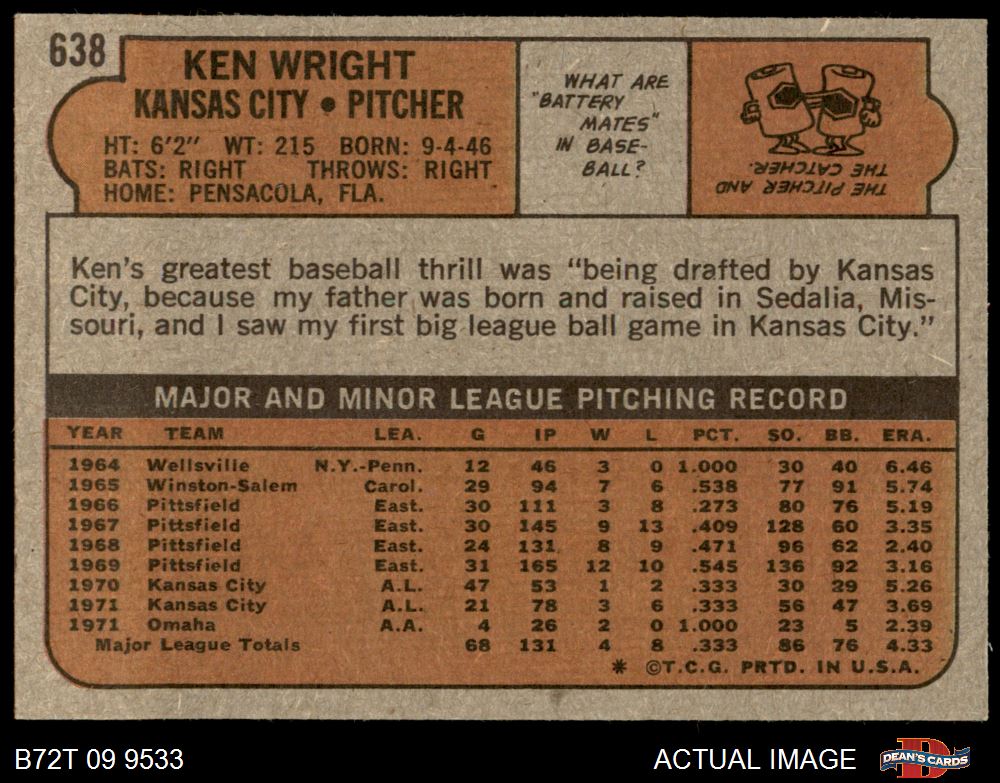 638
KEN WRIGHT
KANSAS CITY • PITCHER
HT: 6'2" WT: 215 BORN: 9-4-46
BATS: RIGHT THROWS: RIGHT
HOME: PENSACOLA, FLA.
WHAT ARE
"BATTERY
MATES"
IN BASE-
BALL?
THE PITCHER AND
THE CATCHER.
Ken's greatest baseball thrill was "being drafted by Kansas
City, because my father was born and raised in Sedalia, Mis-
souri, and I saw my first big league ball game in Kansas City."
MAJOR AND MINOR LEAGUE PITCHING RECORD
YEAR TEAM LEA. G IP W L PCT. SO. BB. ERA.
1964 Wellsville N.Y.-Penn. 12 46 3 0 1.000 30 40 6.46
1965 Winston-Salem Carol. 29 94 7 6 .538 77 91 5.74
1966 Pittsfield East. 30 111 3 8 .273 80 76 5.19
1967 Pittsfield East. 30 145 9 13 .409 128 60 3.35
1968 Pittsfield East. 24 131 8 9 .471 96 62 2.40
1969 Pittsfield East. 31 165 12 10 .545 136 92 3.16
1970 Kansas City A.L. 47 53 1 2 .333 30 29 5.26
1971 Kansas City A.L. 21 78 3 6 .333 56 47 3.69
1971 Omaha A.A. 4 26 2 0 1.000 23 5 2.39
Major League Totals 68 131 4 8 .333 86 76 4.33
* ©T.C.G. PRTD. IN U.S.A.
B72T 09 9533
ACTUAL IMAGE
DEAN'S CARDS